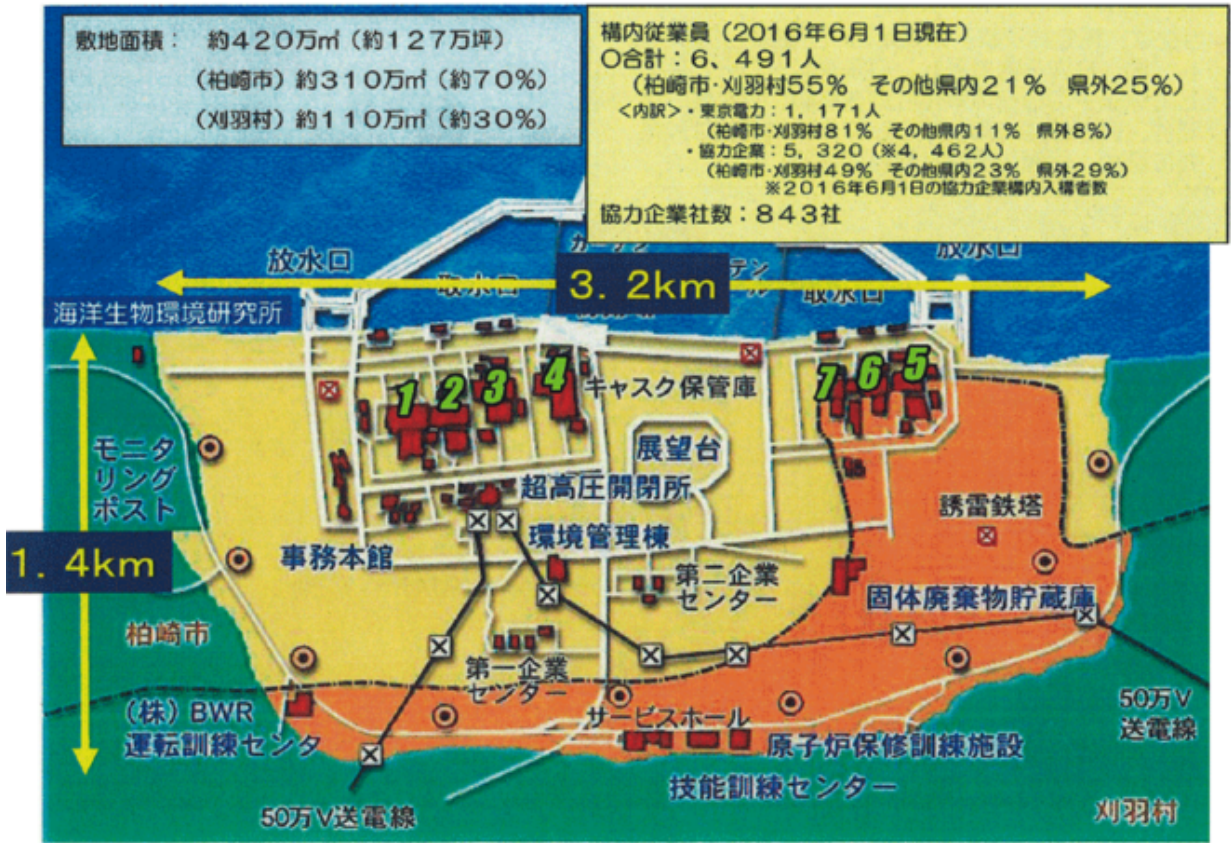 敷地面積： 約420万㎡（約127万坪）
（柏崎市）約310万㎡（約70%）
（刈羽村）約110万㎡（約30%）
構内従業員（2016年6月1日現在）
○合計：6、491人
（柏崎市･刈羽村55% その他県内21% 県外25%）
＜内訳＞・東京電力：1，171人
（柏崎市･刈羽村81% その他県内11% 県外8%）
・協力企業：5，320（※4，462人）
（柏崎市･刈羽村49% その他県内23% 県外29%）
※2016年6月1日の協力企業構内入構者数
協力企業社数：843社
放水口
放水口
取水口
3. 2km
取水口
海洋生物環境研究所
1
2
3
4
7
6
5
キャスク保管庫
展望台
モニタ
リング
ポスト
超高圧開閉所
誘雷鉄塔
環境管理棟
1. 4km
事務本館
第二企業
センター
固体廃棄物貯蔵庫
柏崎市
第一企業
センター
（株）BWR
運転訓練センタ
サービスホール
原子炉保修訓練施設
50万V
送電線
技能訓練センター
50万V送電線
刈羽村